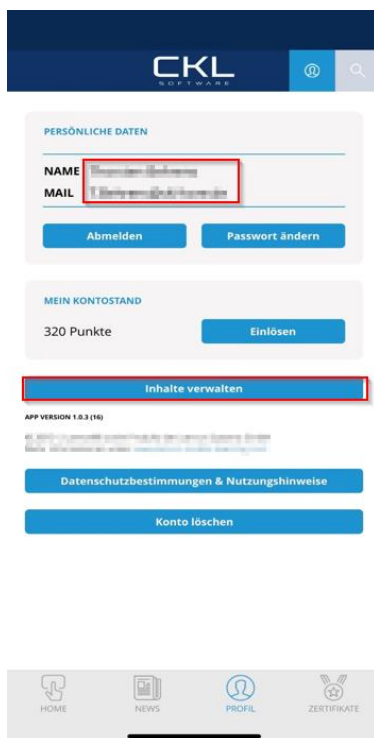 CKL
SOFTWARE
PERSÖNLICHE DATEN
NAME
MAIL
Abmelden Passwort ändern
MEIN KONTOSTAND
320 Punkte Einlösen
Inhalte verwalten
APP VERSION 1.0.3 (16)
Datenschutzbestimmungen & Nutzungshinweise
Konto löschen
HOME NEWS PROFIL ZERTIFIKATE